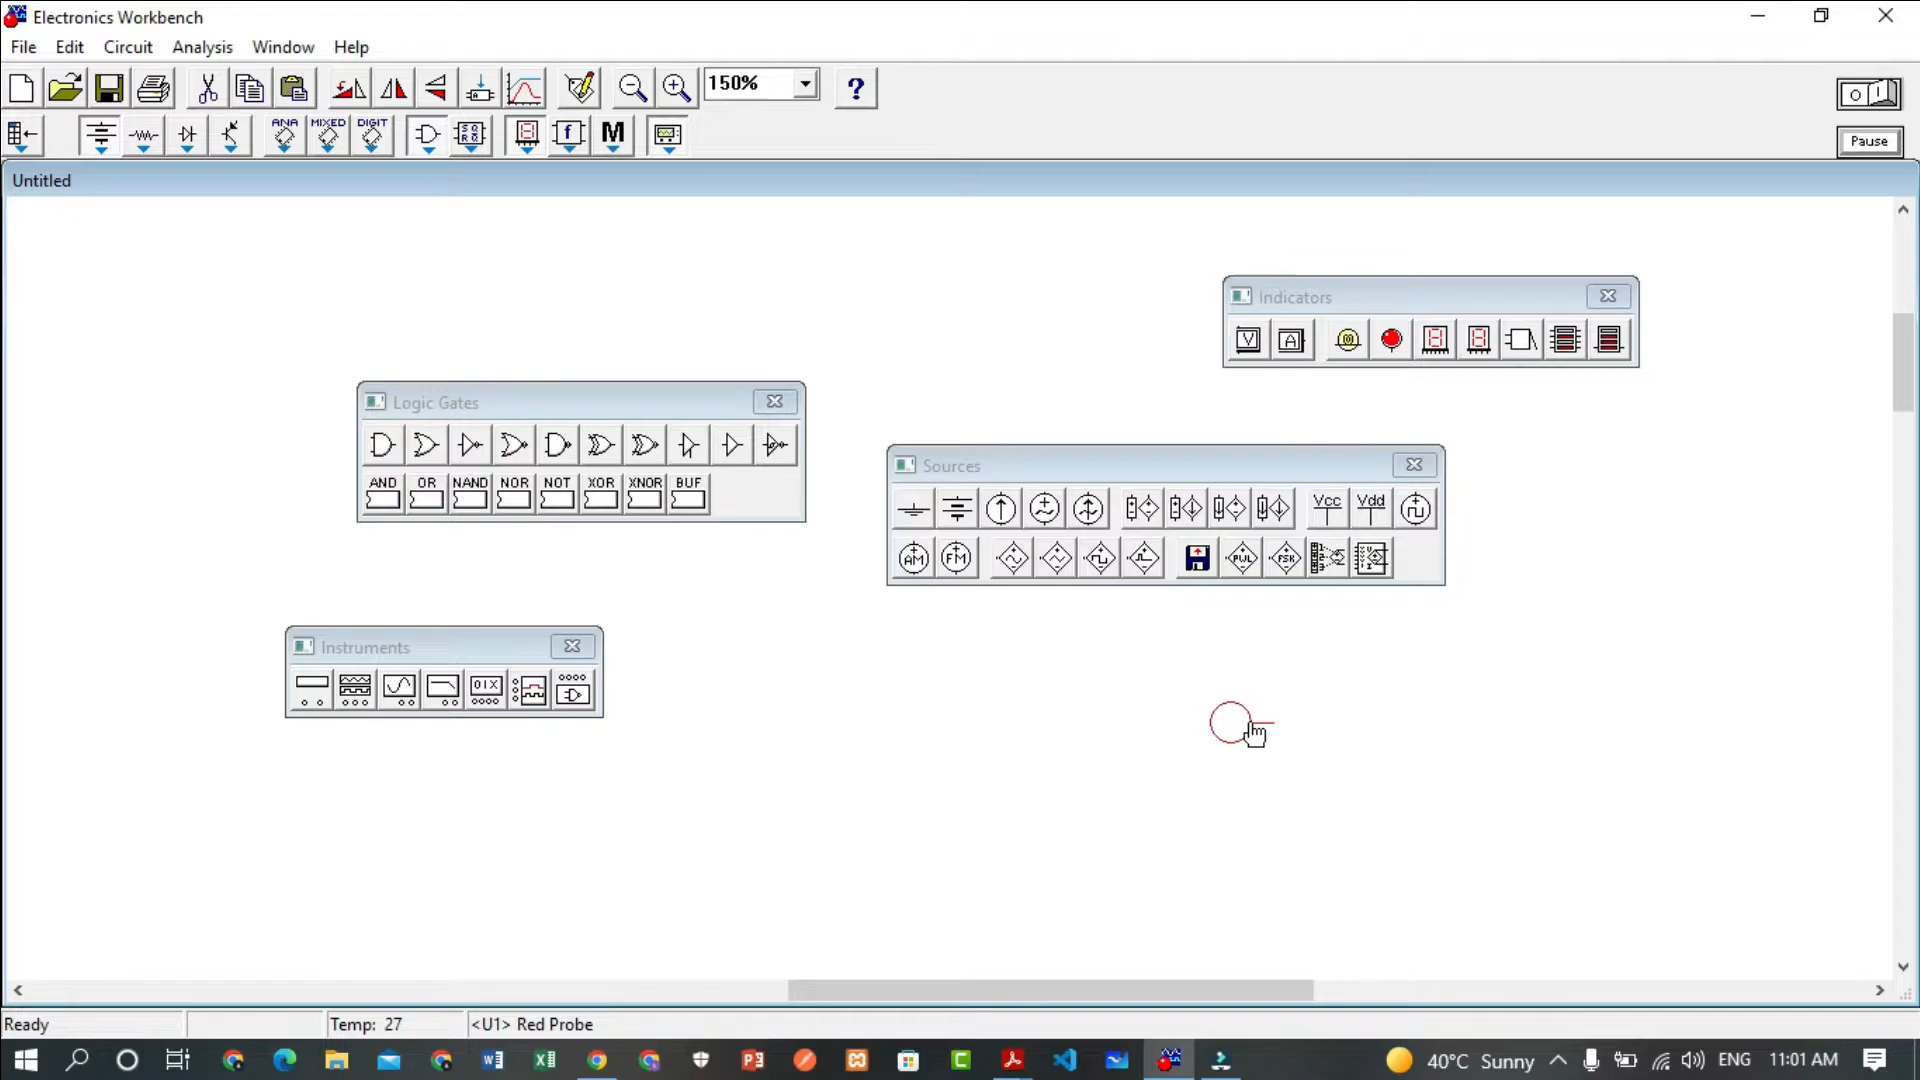 Electronics Workbench
File Edit Circuit Analysis Window Help
150%
?
ANA MIXED DIGIT
f M
Pause
Untitled
Indicators
V A
Logic Gates
AND OR NAND NOR NOT XOR XNOR BUF
Sources
Vcc Vdd
AM FM PWL FSK
Instruments
Ready Temp: 27 <U1> Red Probe
40°C Sunny ENG 11:01 AM